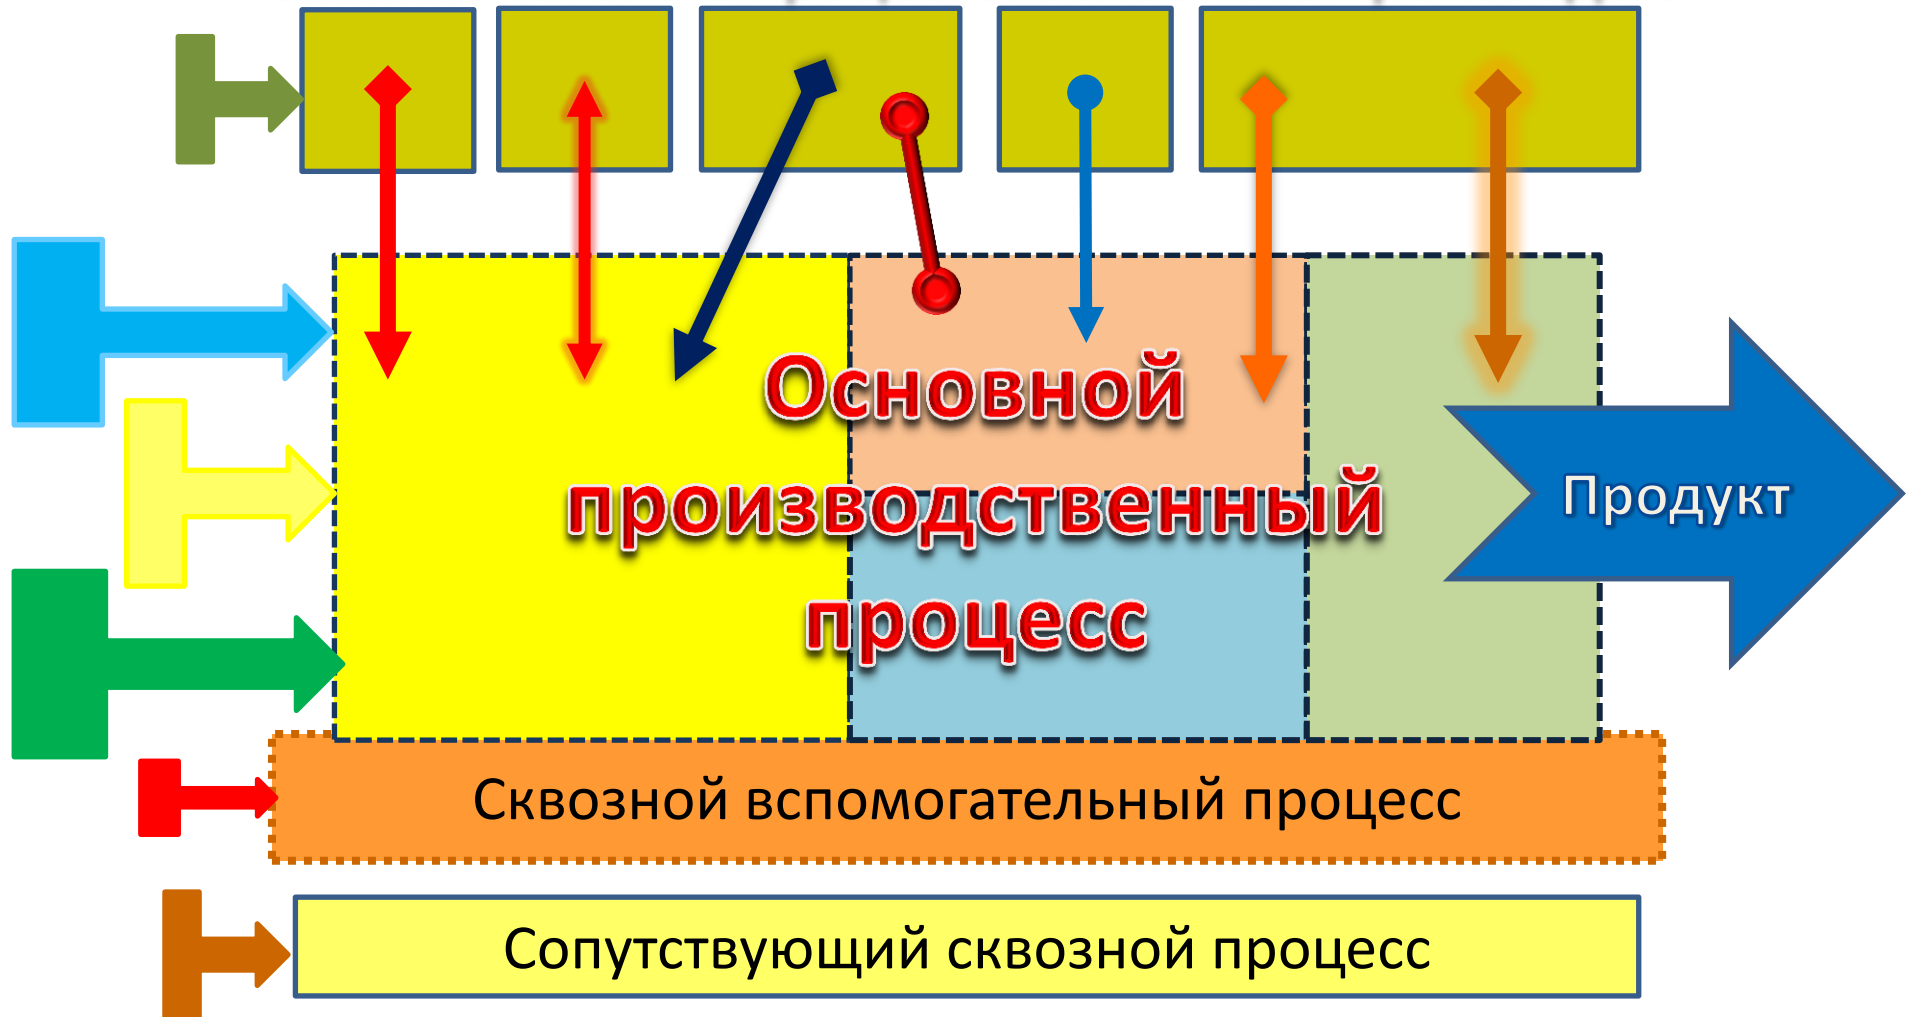 Основной
производственный
процесс
Продукт
Сквозной вспомогательный процесс
Сопутствующий сквозной процесс